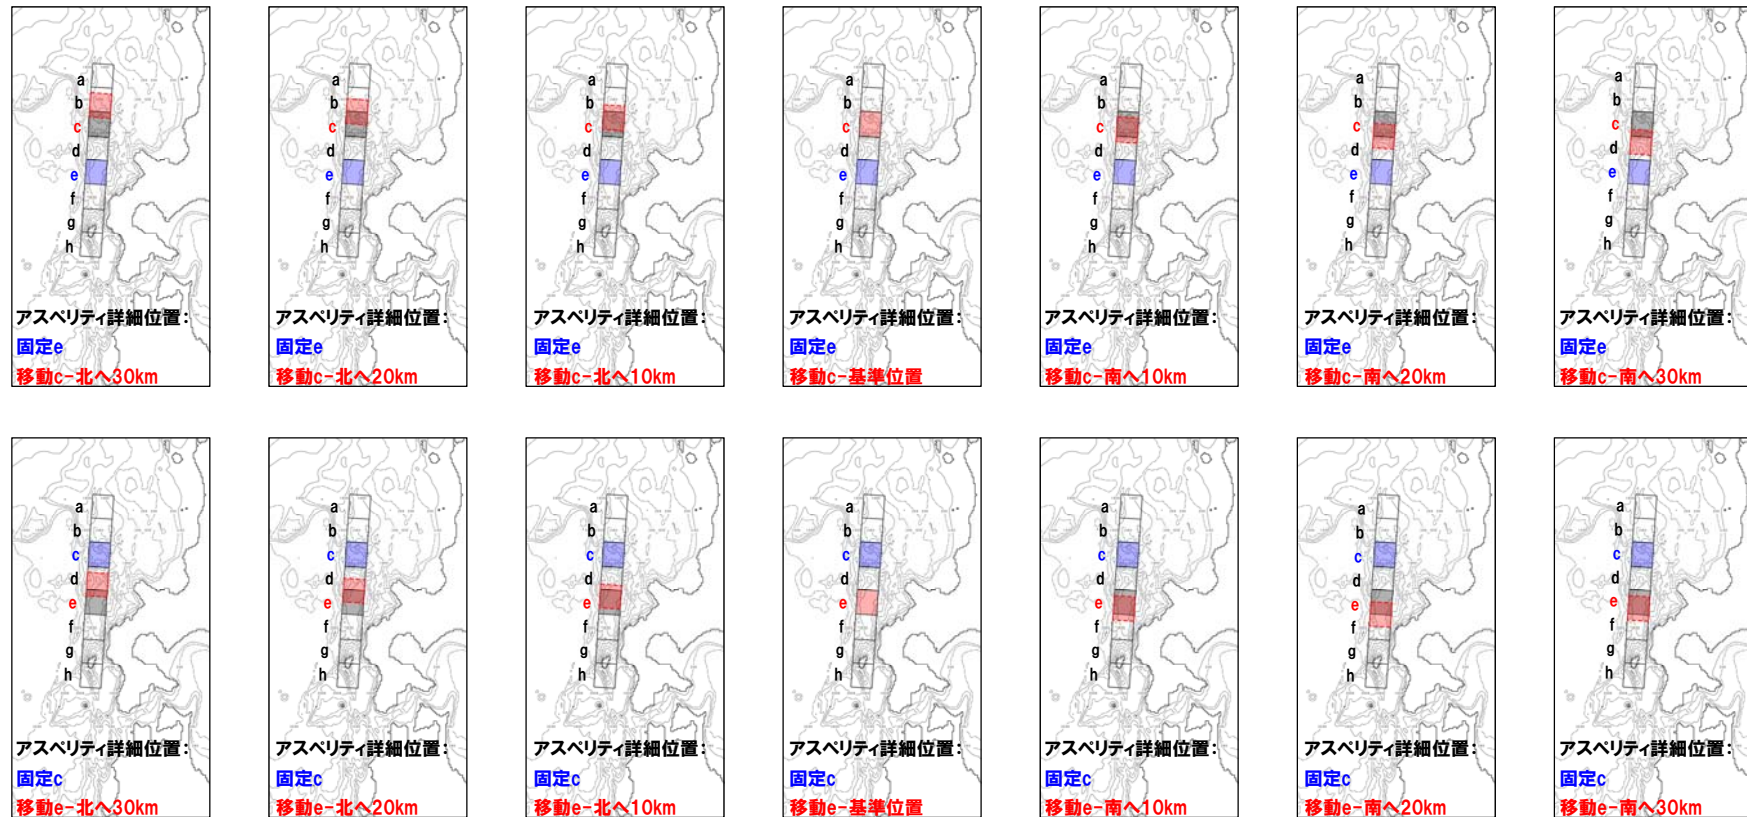 a
b
c
d
e
f
g
h
アスペリティ詳細位置:
固定e
移動c-北へ30km
a
b
c
d
e
f
g
h
アスペリティ詳細位置:
固定e
移動c-北へ20km
a
b
c
d
e
f
g
h
アスペリティ詳細位置:
固定e
移動c-北へ10km
a
b
c
d
e
f
g
h
アスペリティ詳細位置:
固定e
移動c-基準位置
a
b
c
d
e
f
g
h
アスペリティ詳細位置:
固定e
移動c-南へ10km
a
b
c
d
e
f
g
h
アスペリティ詳細位置:
固定e
移動c-南へ20km
a
b
c
d
e
f
g
h
アスペリティ詳細位置:
固定e
移動c-南へ30km
a
b
c
d
e
f
g
h
アスペリティ詳細位置:
固定c
移動e-北へ30km
a
b
c
d
e
f
g
h
アスペリティ詳細位置:
固定c
移動e-北へ20km
a
b
c
d
e
f
g
h
アスペリティ詳細位置:
固定c
移動e-北へ10km
a
b
c
d
e
f
g
h
アスペリティ詳細位置:
固定c
移動e-基準位置
a
b
c
d
e
f
g
h
アスペリティ詳細位置:
固定c
移動e-南へ10km
a
b
c
d
e
f
g
h
アスペリティ詳細位置:
固定c
移動e-南へ20km
a
b
c
d
e
f
g
h
アスペリティ詳細位置:
固定c
移動e-南へ30km